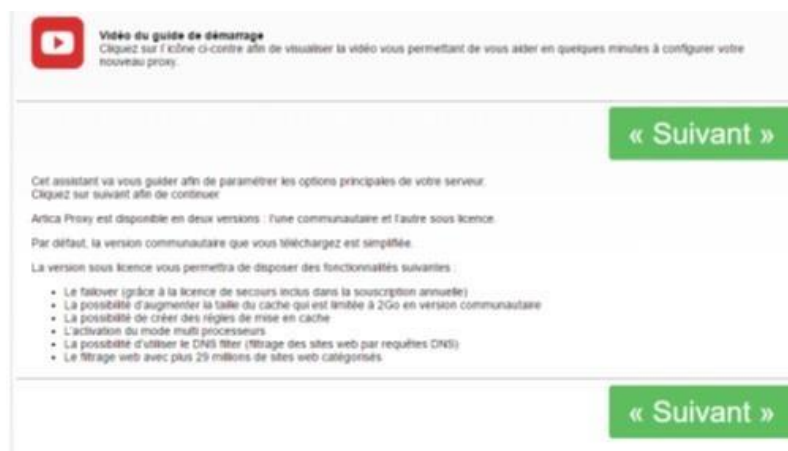 Vidéo du guide de démarrage
Cliquez sur l'icône ci-contre afin de visualiser la vidéo vous permettant de vous aider en quelques minutes à configurer votre
nouveau proxy.
« Suivant »
Cet assistant va vous guider afin de paramétrer les options principales de votre serveur.
Cliquez sur suivant afin de continuer
Artica Proxy est disponible en deux versions : l'une communautaire et l'autre sous licence.
Par défaut, la version communautaire que vous téléchargez est simplifiée.
La version sous licence vous permettra de disposer des fonctionnalités suivantes :
• Le failover (grâce à la licence de secours inclus dans la souscription annuelle)
• La possibilité d'augmenter la taille du cache qui est limitée à 2Go en version communautaire
• La possibilité de créer des règles de mise en cache
• L'activation du mode multi processeurs
• La possibilité d'utiliser le DNS filter (filtrage des sites web par requêtes DNS)
• Le filtrage web avec plus 29 millions de sites web catégorisés
« Suivant »